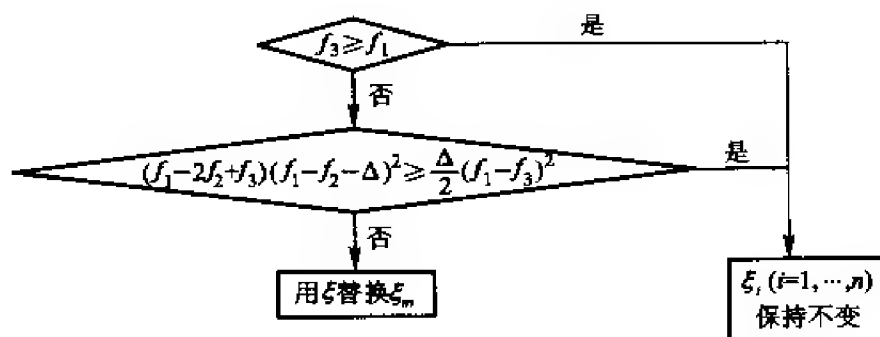 f₃≥f₁
是
否
(f₁-2f₂+f₃)(f₁-f₂-Δ)²≥Δ/2(f₁-f₃)²
是
否
用ξ替换ξₘ
ξᵢ (i=1,⋯,n)
保持不变